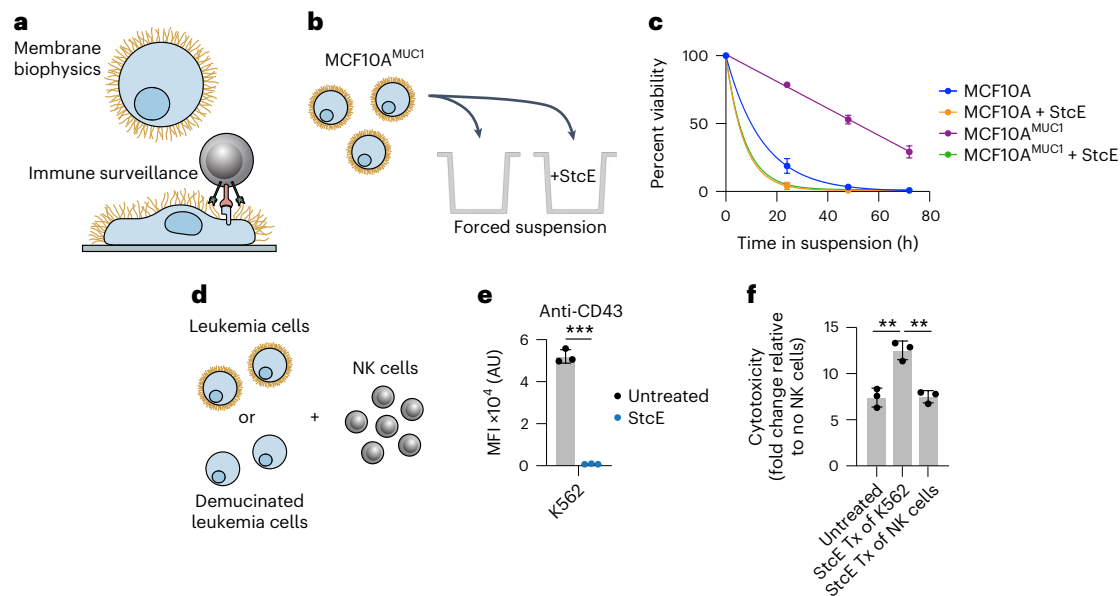 a
Membrane
biophysics
Immune surveillance
b
MCF10A^MUC1
+StcE
Forced suspension
c
Percent viability
100
50
0
0 20 40 60 80
Time in suspension (h)
MCF10A
MCF10A + StcE
MCF10A^MUC1
MCF10A^MUC1 + StcE
d
Leukemia cells
or
+
NK cells
Demucinated
leukemia cells
e
Anti-CD43
***
MFI ×10^4 (AU)
6
4
2
0
K562
Untreated
StcE
f
** **
Cytotoxicity
(fold change relative
to no NK cells)
15
10
5
0
Untreated
StcE Tx of K562
StcE Tx of NK cells